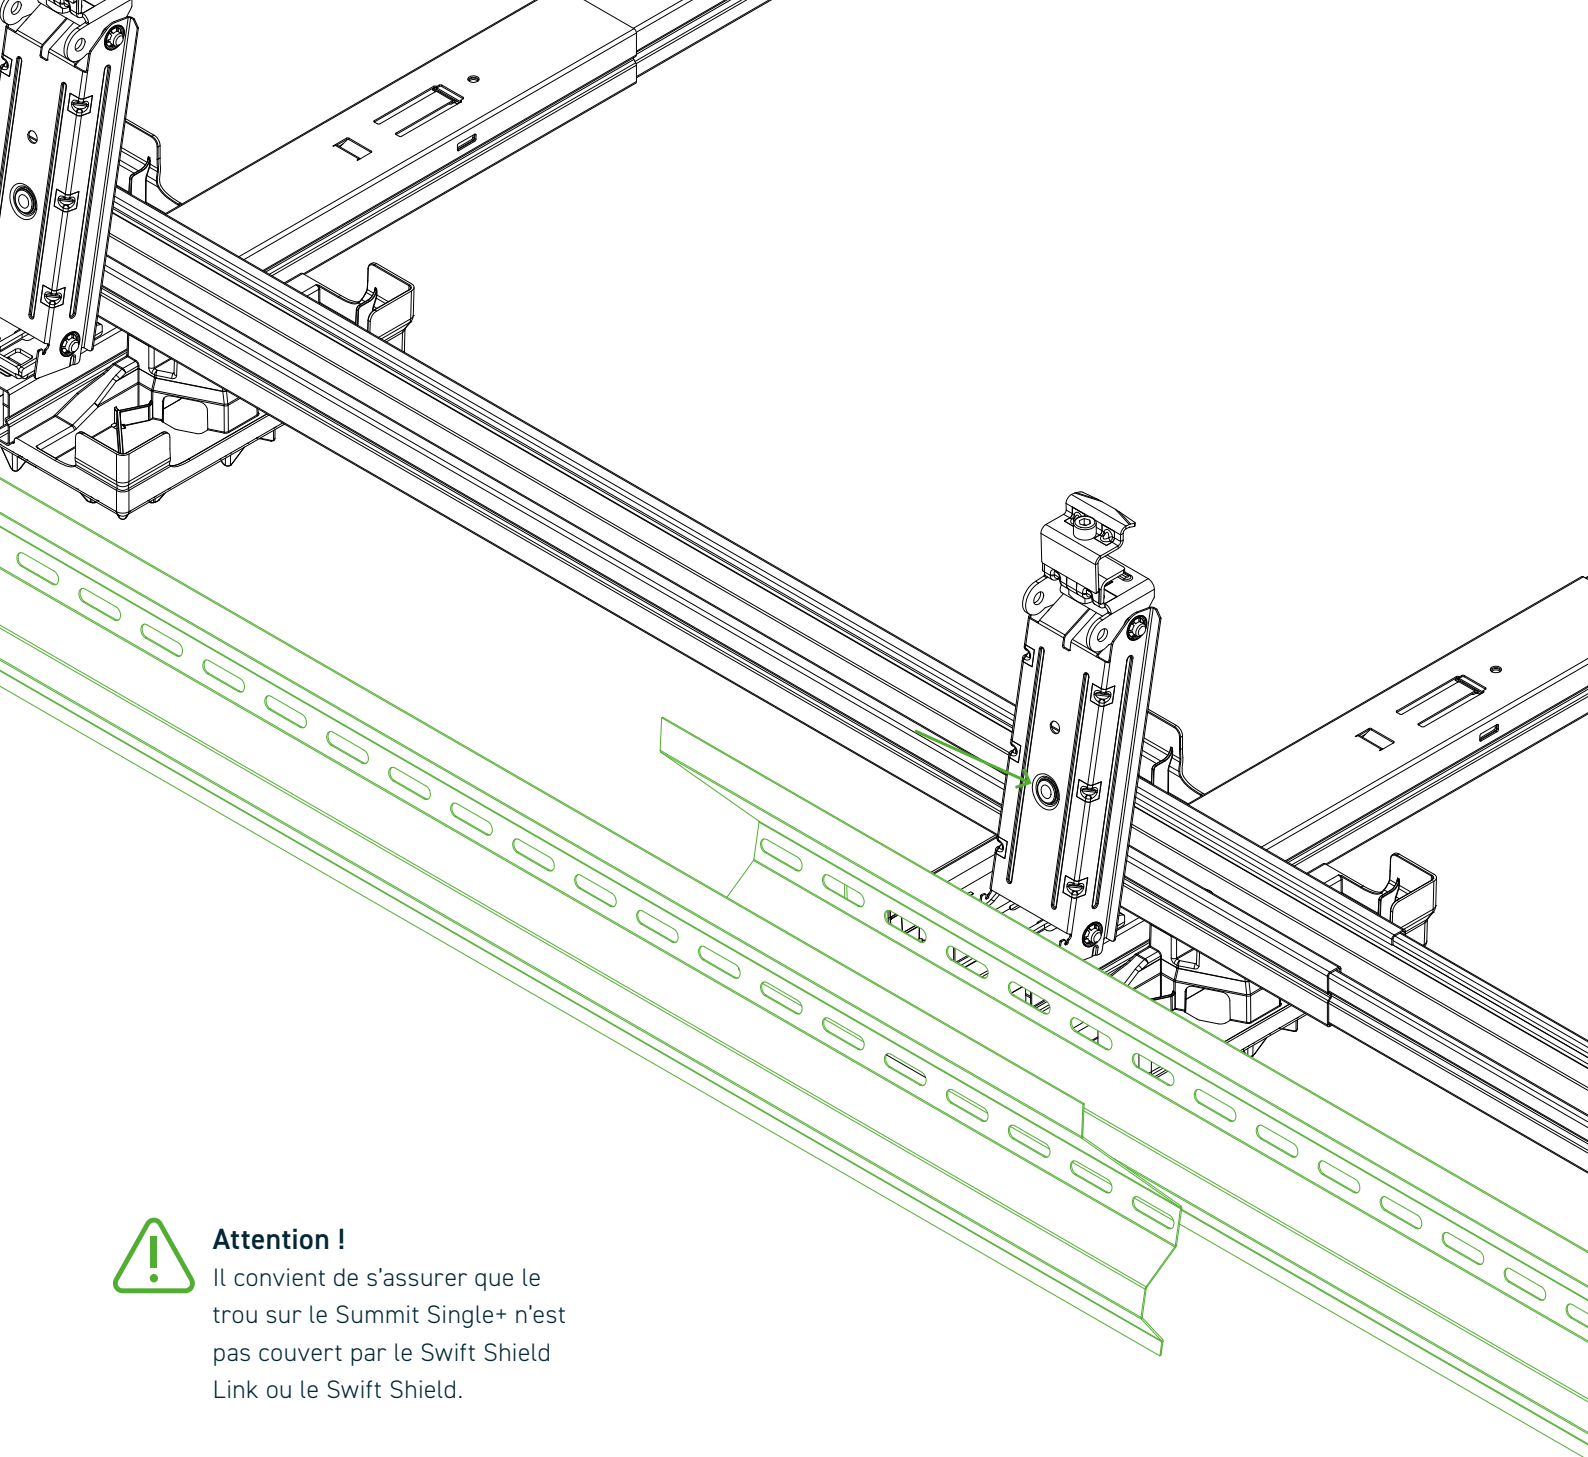 Attention !
Il convient de s'assurer que le
trou sur le Summit Single+ n'est
pas couvert par le Swift Shield
Link ou le Swift Shield.